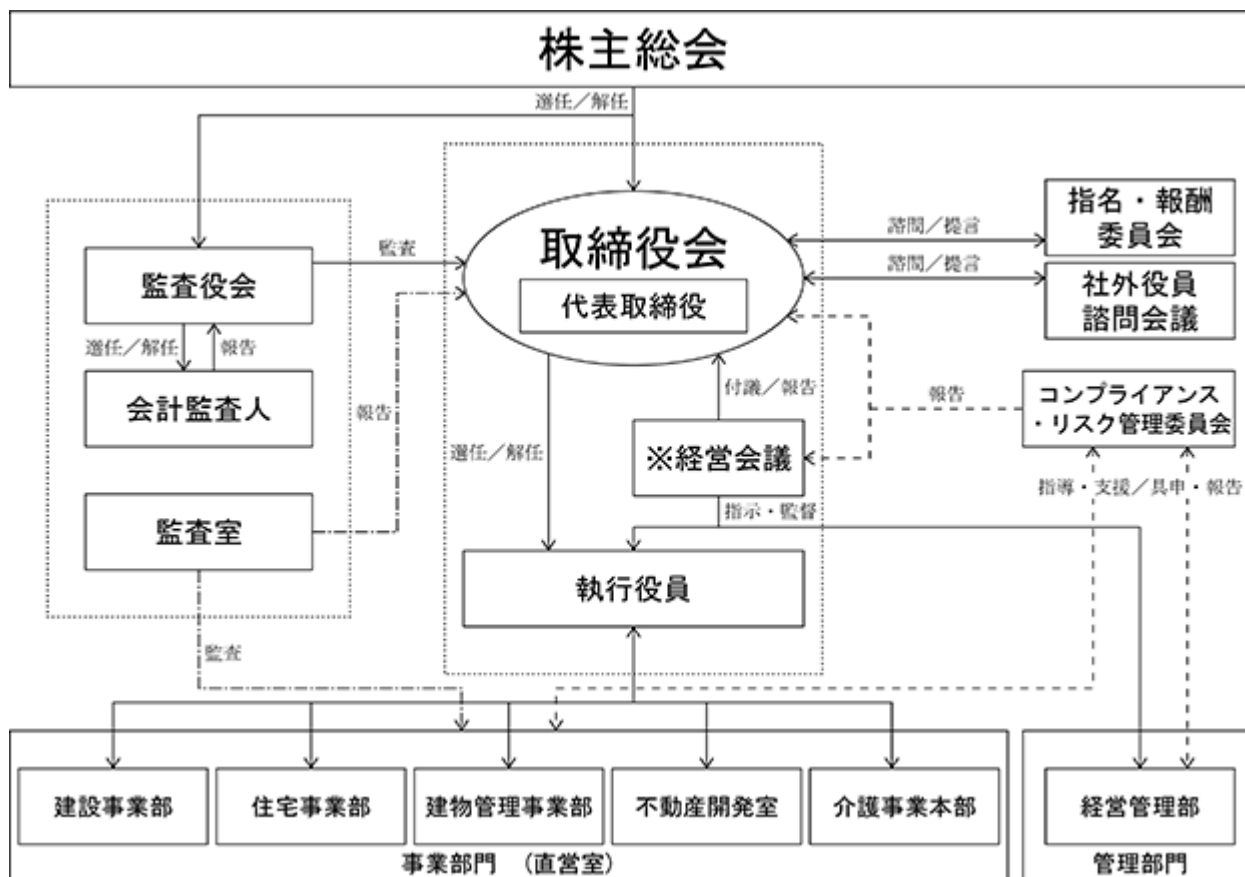 株主総会
選任／解任
取締役会
代表取締役
監査
監査役会
選任／解任
報告
会計監査人
監査室
報告
監査
諮問／提言
指名・報酬
委員会
諮問／提言
社外役員
諮問会議
付議／報告
報告
コンプライアンス
・リスク管理委員会
選任／解任
※経営会議
指示・監督
指導・支援／具申・報告
執行役員
建設事業部
住宅事業部
建物管理事業部
不動産開発室
介護事業本部
経営管理部
事業部門　(直営室)
管理部門